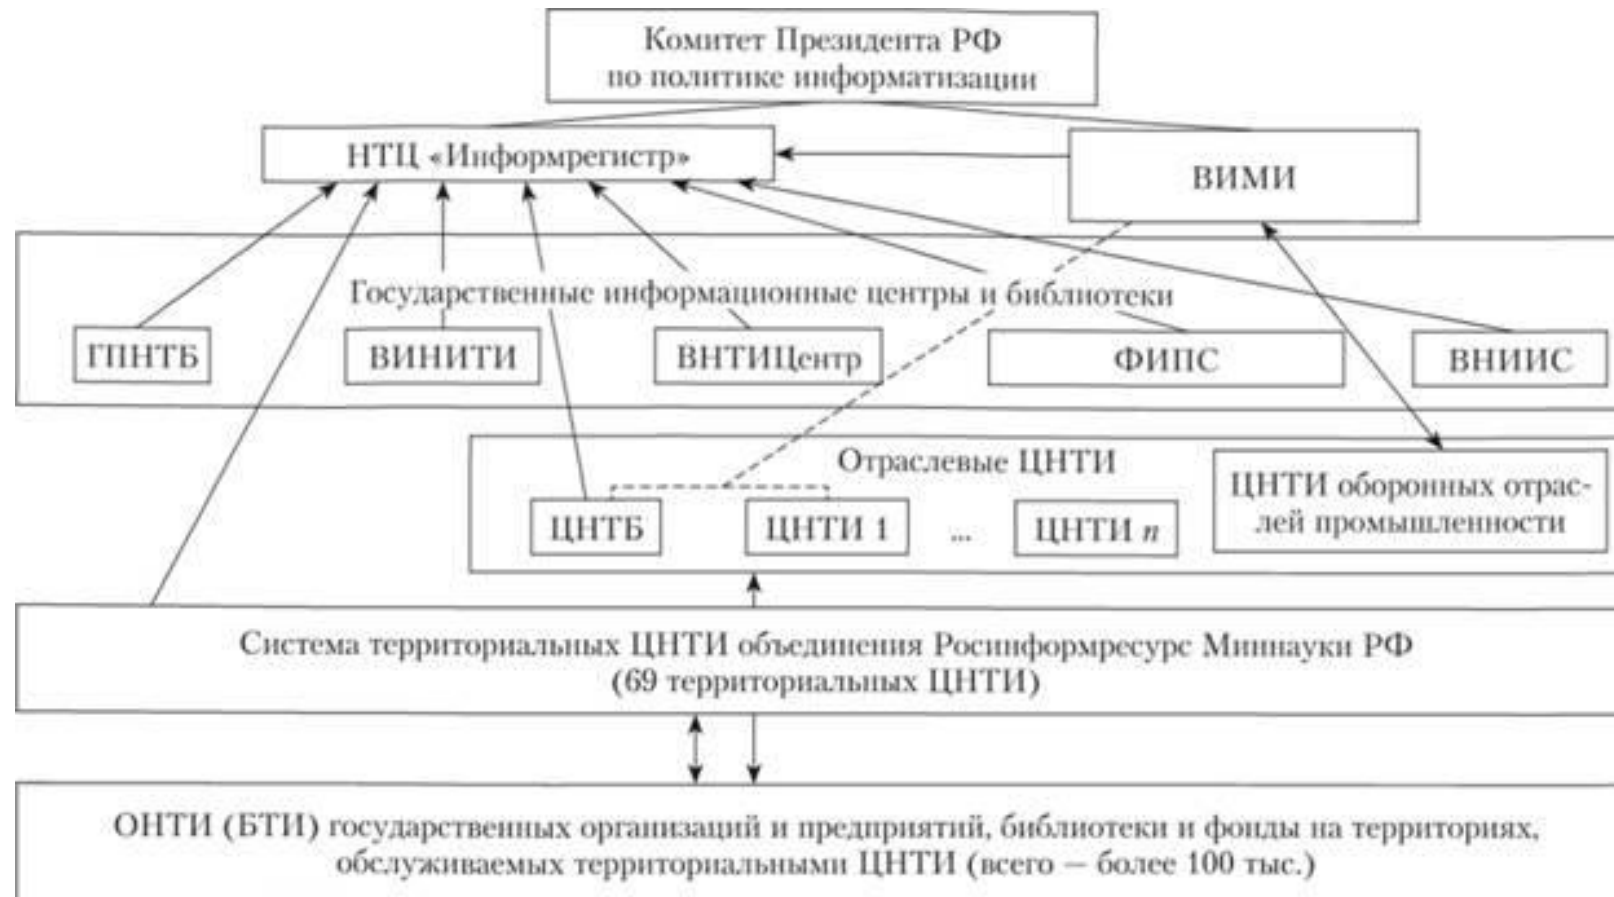 Комитет Президента РФ
по политике информатизации
НТЦ «Информрегистр»
ВИМИ
Государственные информационные центры и библиотеки
ГПНТБ
ВИНИТИ
ВНТИЦентр
ФИПС
ВНИИС
Отраслевые ЦНТИ
ЦНТБ
ЦНТИ 1
...
ЦНТИ n
ЦНТИ оборонных отрас-
лей промышленности
Система территориальных ЦНТИ объединения Росинформресурс Миннауки РФ
(69 территориальных ЦНТИ)
ОНТИ (БТИ) государственных организаций и предприятий, библиотеки и фонды на территориях,
обслуживаемых территориальными ЦНТИ (всего — более 100 тыс.)